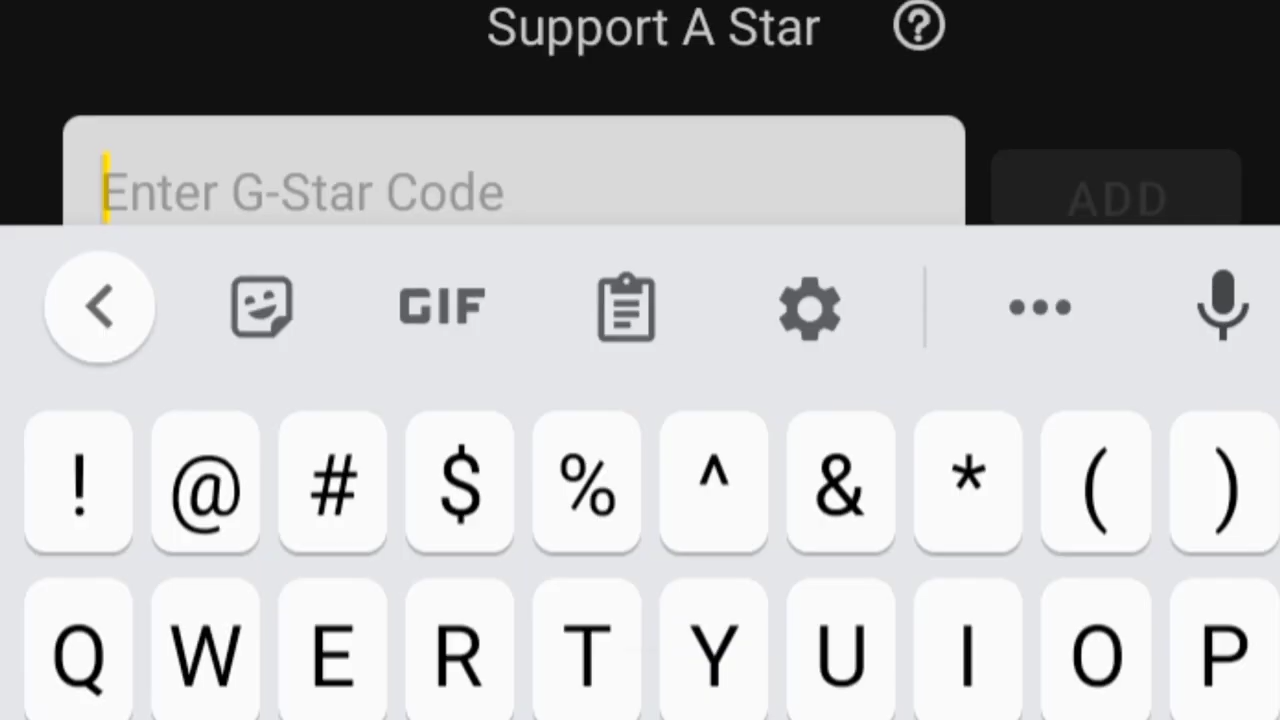 Support A Star ?
Enter G-Star Code ADD
GIF
! @ # $ % ^ & * ( )
Q W E R T Y U I O P